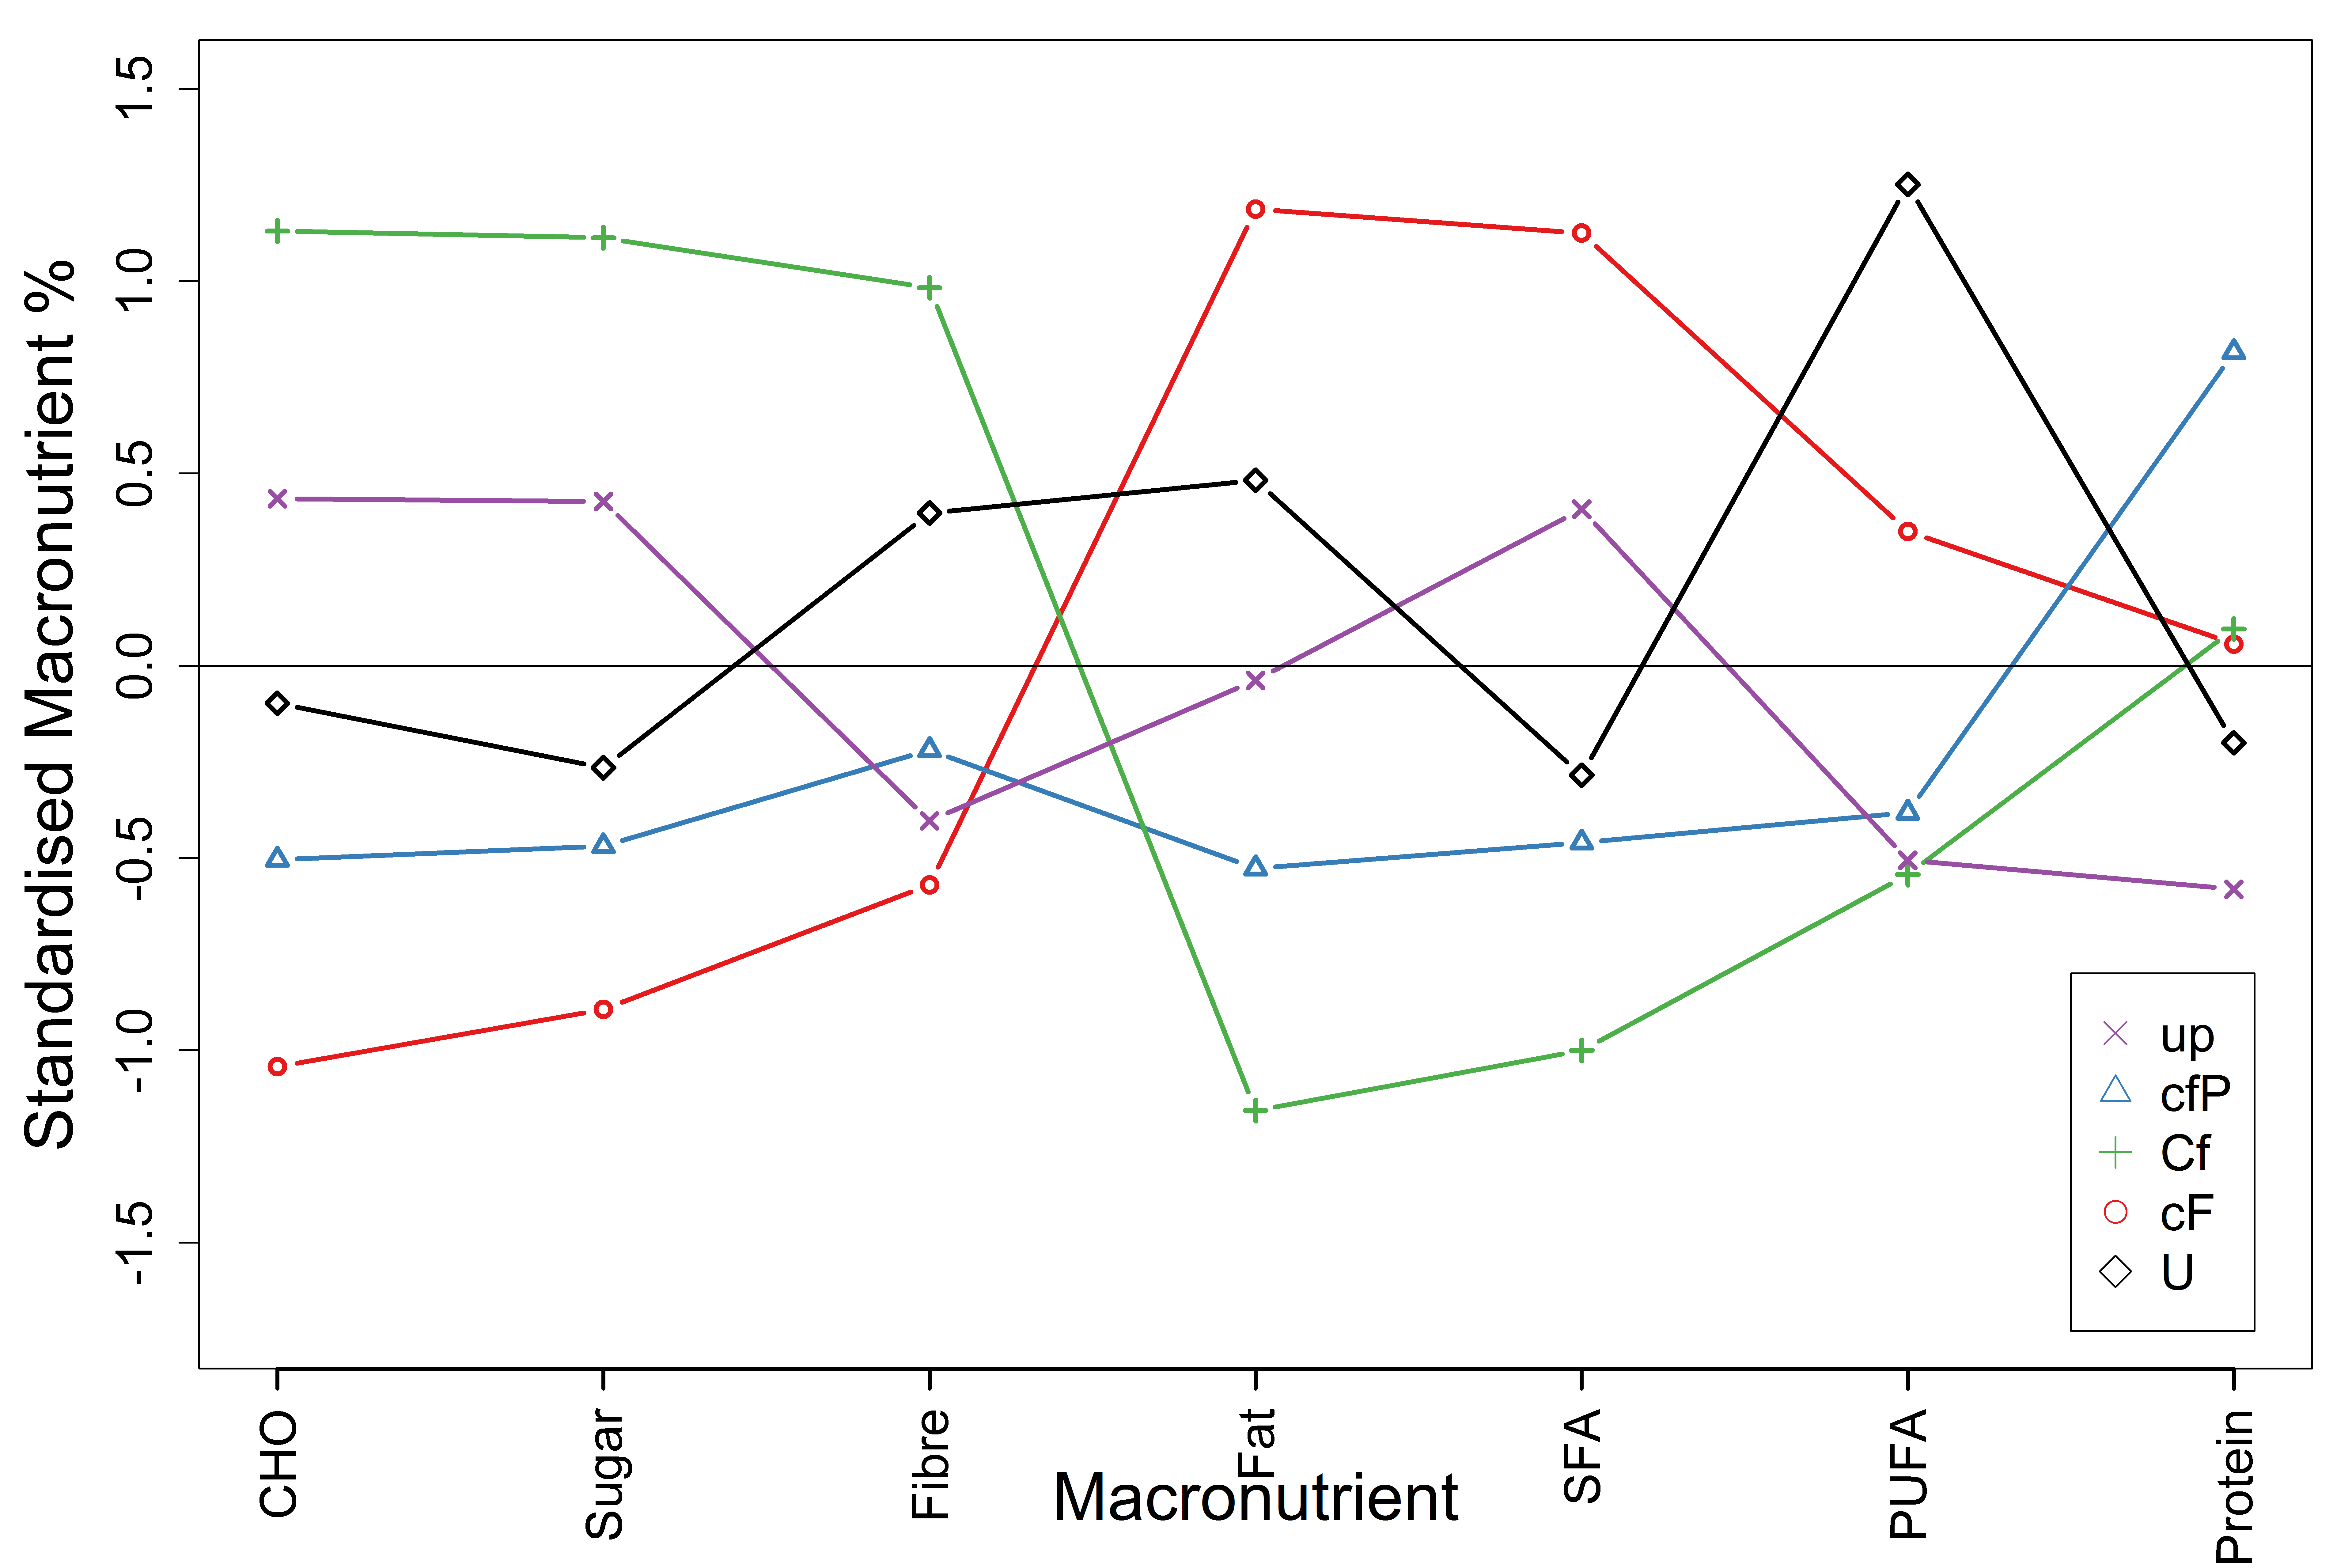 Standardised Macronutrient %
1.5
1.0
0.5
0.0
-0.5
-1.0
-1.5
up
cfP
Cf
cF
U
CHO
Sugar
Fibre
Fat
SFA
PUFA
Protein
Macronutrient